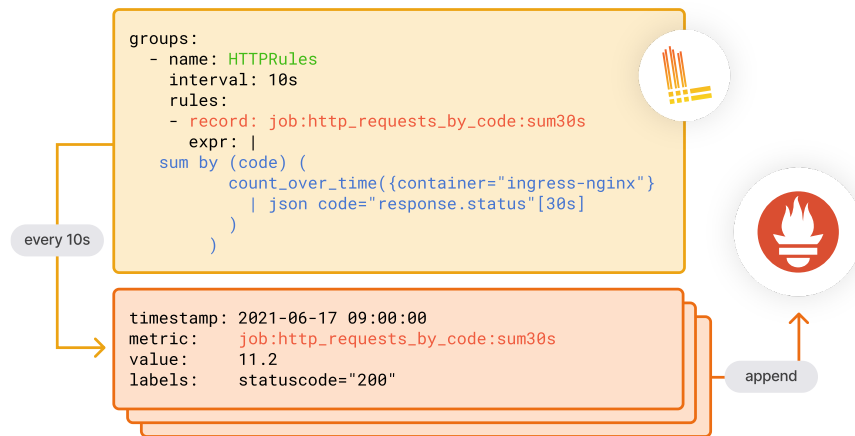 groups:
  - name: HTTPRules
    interval: 10s
    rules:
    - record: job:http_requests_by_code:sum30s
      expr: |
   sum by (code) (
          count_over_time({container="ingress-nginx"}
            | json code="response.status"[30s]
          )
        )
every 10s
timestamp: 2021-06-17 09:00:00
metric:    job:http_requests_by_code:sum30s
value:     11.2
labels:    statuscode="200"
append